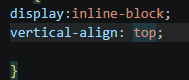 display:inline-block;
vertical-align: top;
}